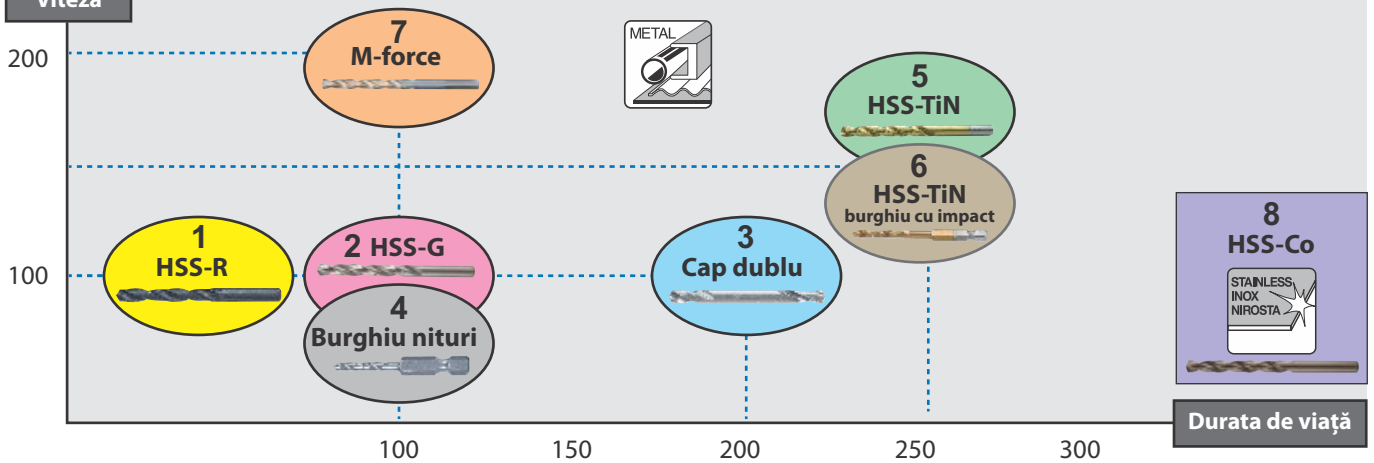 Viteză
200
7
M-force
METAL
5
HSS-TiN
6
HSS-TiN
burghiu cu impact
100
1
HSS-R
2 HSS-G
4
Burghiu nituri
3
Cap dublu
8
HSS-Co
STAINLESS
INOX
NIROSTA
Durata de viață
100
150
200
250
300